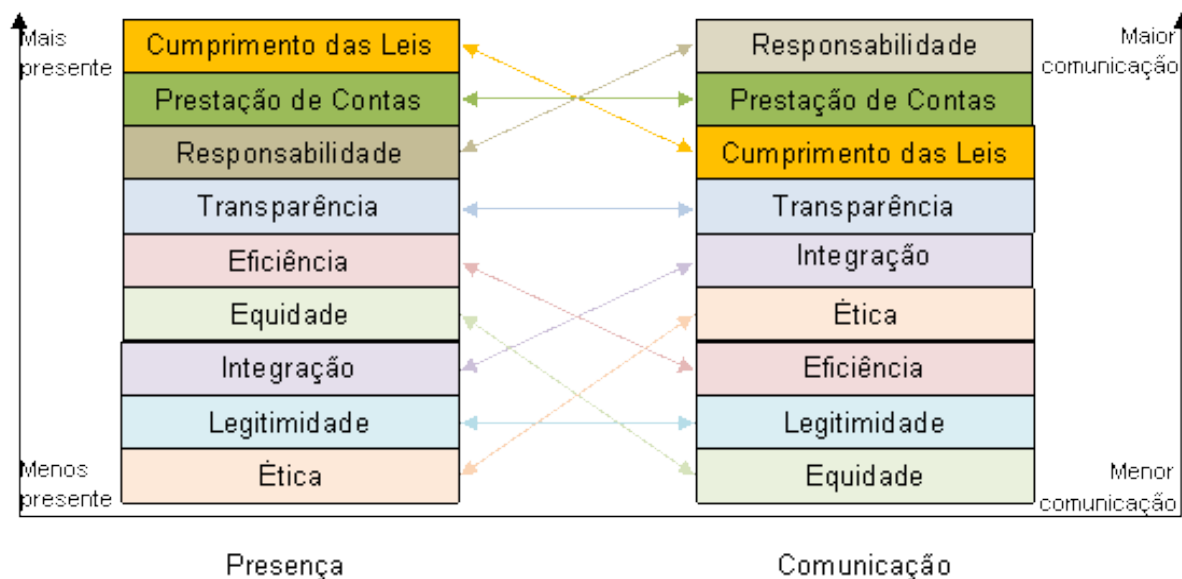 Mais
presente
Cumprimento das Leis
Prestação de Contas
Responsabilidade
Transparência
Eficiência
Equidade
Integração
Legitimidade
Ética
Menos
presente
Presença
Responsabilidade
Prestação de Contas
Cumprimento das Leis
Transparência
Integração
Ética
Eficiência
Legitimidade
Equidade
Maior
comunicação
Menor
comunicação
Comunicação